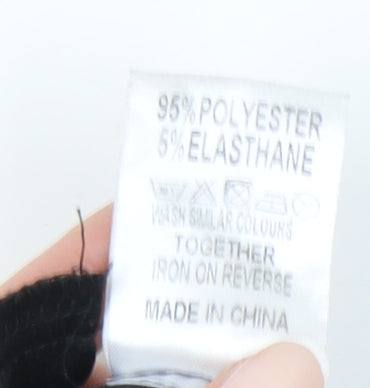 95% POLYESTER
5% ELASTHANE
WASH SIMILAR COLOURS
TOGETHER
IRON ON REVERSE
MADE IN CHINA